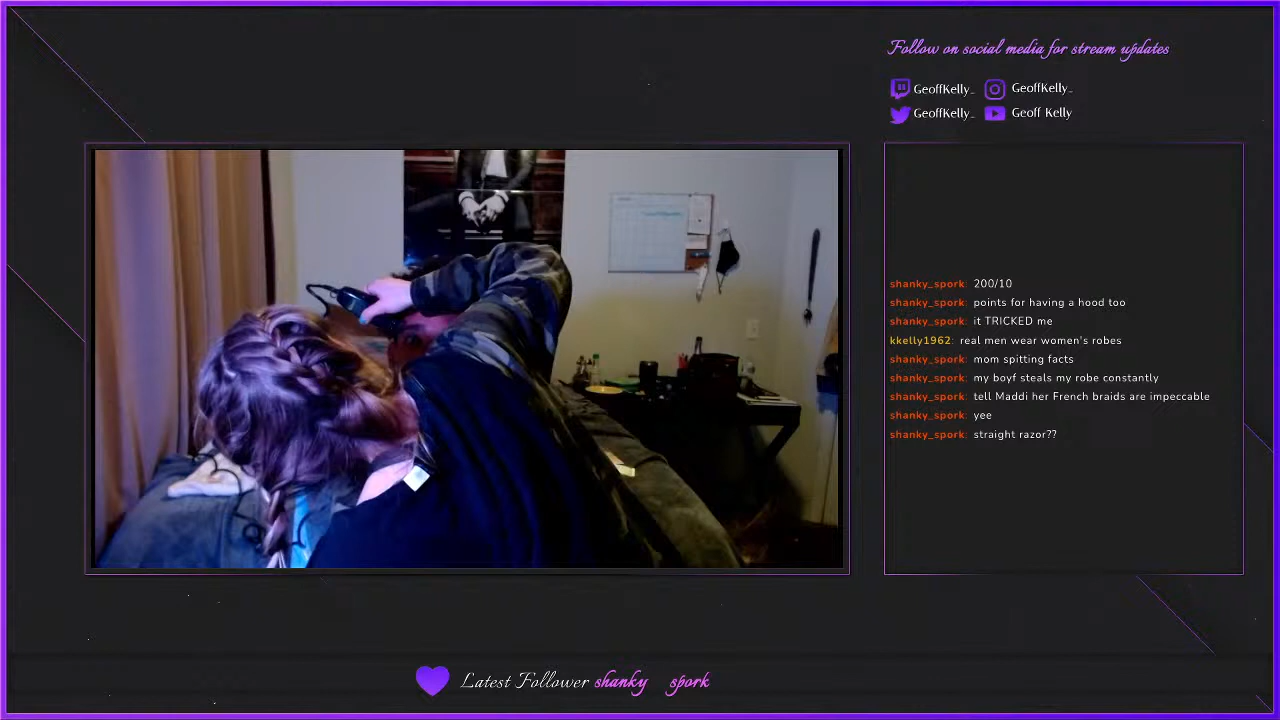 Follow on social media for stream updates
GeoffKelly_ GeoffKelly_
GeoffKelly_ Geoff Kelly
shanky_spork: 200/10
shanky_spork: points for having a hood too
shanky_spork: it TRICKED me
kkelly1962: real men wear women's robes
shanky_spork: mom spitting facts
shanky_spork: my boyf steals my robe constantly
shanky_spork: tell Maddi her French braids are impeccable
shanky_spork: yee
shanky_spork: straight razor??
Latest Follower shanky spork